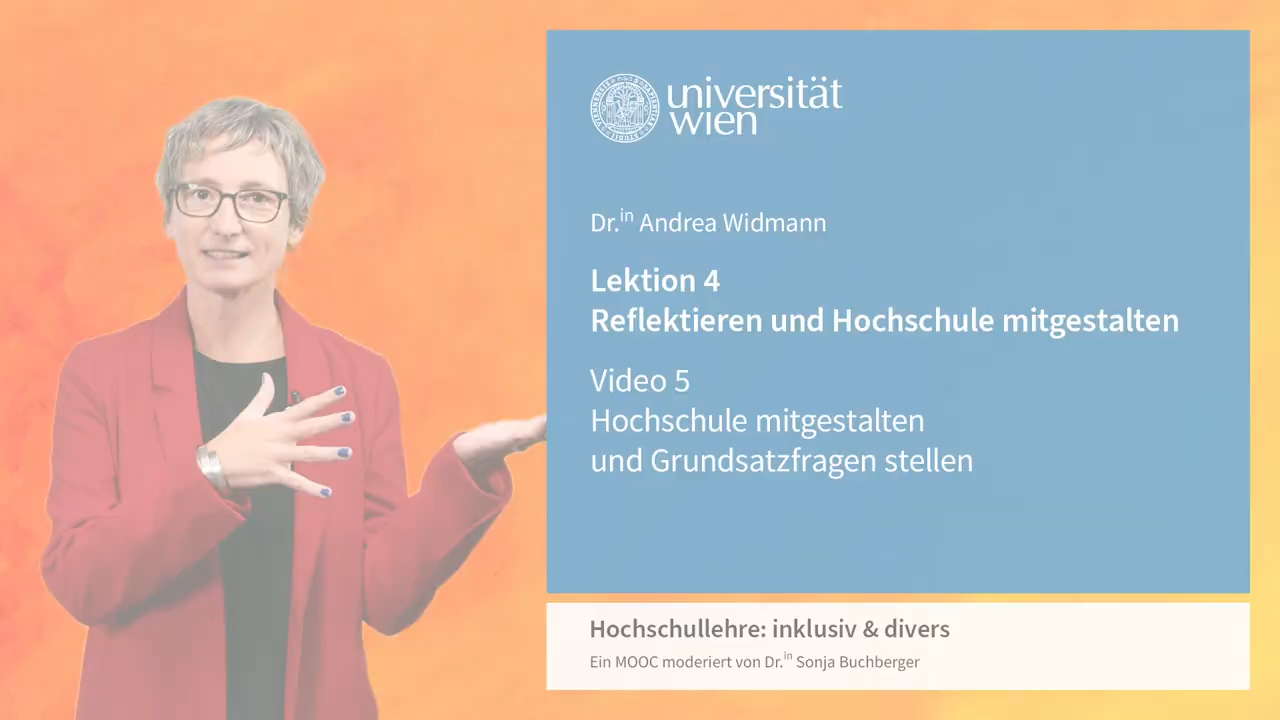 universität
wien
Dr.in Andrea Widmann
Lektion 4
Reflektieren und Hochschule mitgestalten
Video 5
Hochschule mitgestalten
und Grundsatzfragen stellen
Hochschullehre: inklusiv & divers
Ein MOOC moderiert von Dr.in Sonja Buchberger